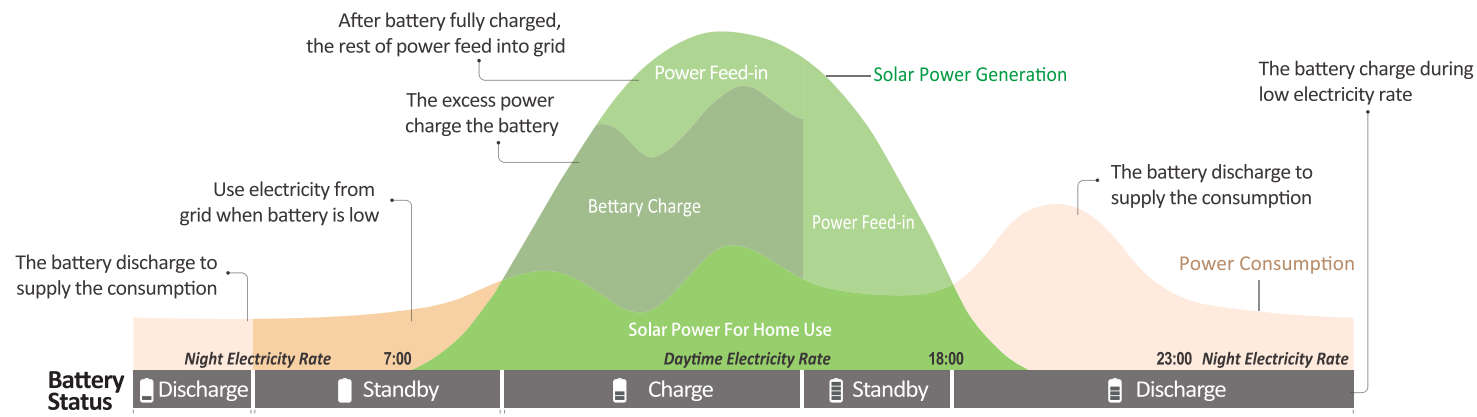 After battery fully charged,
the rest of power feed into grid
Power Feed-in
Solar Power Generation
The battery charge during
low electricity rate
The excess power
charge the battery
Use electricity from
grid when battery is low
Bettary Charge
Power Feed-in
The battery discharge to
supply the consumption
The battery discharge to
supply the consumption
Power Consumption
Solar Power For Home Use
Night Electricity Rate
7:00
Daytime Electricity Rate
18:00
23:00
Night Electricity Rate
Battery
Status
Discharge
Standby
Charge
Standby
Discharge